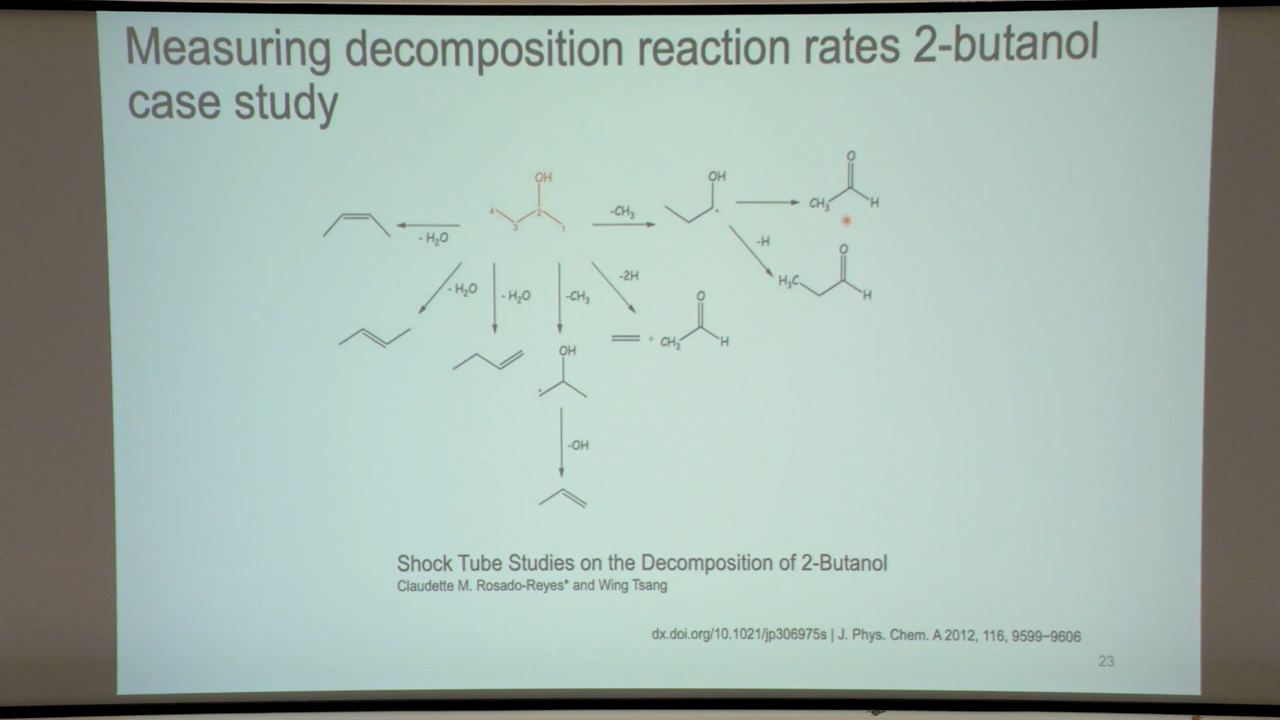 Measuring decomposition reaction rates 2-butanol
case study
O
OH
OH
CH₃
H
4
2
3
1
-CH₃
- H₂O
-H
O
H₃C
H
- H₂O
- H₂O
-CH₃
-2H
O
+ CH₃
H
OH
-OH
Shock Tube Studies on the Decomposition of 2-Butanol
Claudette M. Rosado-Reyes* and Wing Tsang
dx.doi.org/10.1021/jp306975s | J. Phys. Chem. A 2012, 116, 9599−9606
23